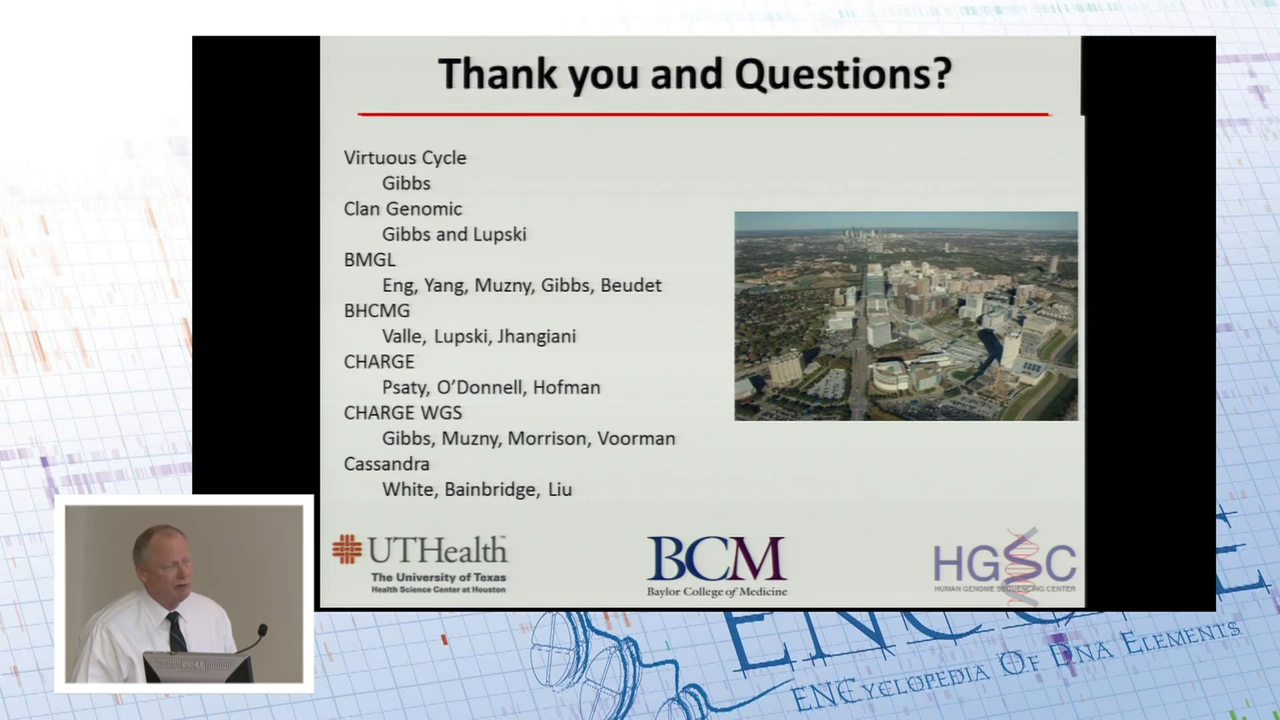 Thank you and Questions?
Virtuous Cycle
Gibbs
Clan Genomic
Gibbs and Lupski
BMGL
Eng, Yang, Muzny, Gibbs, Beudet
BHCMG
Valle, Lupski, Jhangiani
CHARGE
Psaty, O'Donnell, Hofman
CHARGE WGS
Gibbs, Muzny, Morrison, Voorman
Cassandra
White, Bainbridge, Liu
UTHealth
The University of Texas
Health Science Center at Houston
BCM
Baylor College of Medicine
HGSC
HUMAN GENOME SEQUENCING CENTER
ENCyclopedia Of DNA Elements